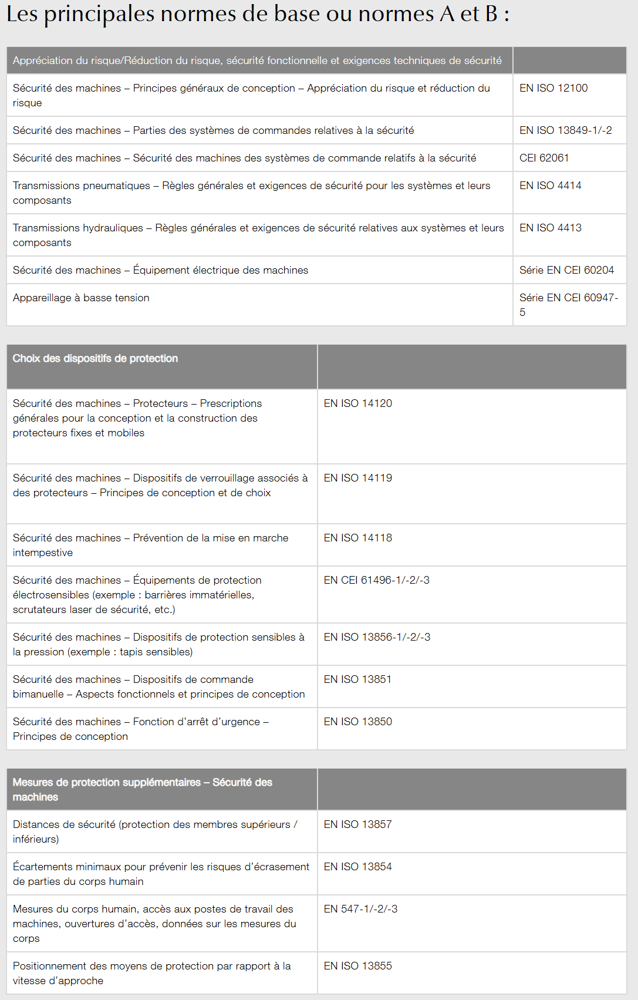 Les principales normes de base ou normes A et B :
Appréciation du risque/Réduction du risque, sécurité fonctionnelle et exigences techniques de sécurité
Sécurité des machines – Principes généraux de conception – Appréciation du risque et réduction du
risque
EN ISO 12100
Sécurité des machines – Parties des systèmes de commandes relatives à la sécurité
EN ISO 13849-1/-2
Sécurité des machines – Sécurité des machines des systèmes de commande relatifs à la sécurité
CEI 62061
Transmissions pneumatiques – Règles générales et exigences de sécurité pour les systèmes et leurs
composants
EN ISO 4414
Transmissions hydrauliques – Règles générales et exigences de sécurité relatives aux systèmes et leurs
composants
EN ISO 4413
Sécurité des machines – Équipement électrique des machines
Série EN CEI 60204
Appareillage à basse tension
Série EN CEI 60947-
5
Choix des dispositifs de protection
Sécurité des machines – Protecteurs – Prescriptions
générales pour la conception et la construction des
protecteurs fixes et mobiles
EN ISO 14120
Sécurité des machines – Dispositifs de verrouillage associés à
des protecteurs – Principes de conception et de choix
EN ISO 14119
Sécurité des machines – Prévention de la mise en marche
intempestive
EN ISO 14118
Sécurité des machines – Équipements de protection
électrosensibles (exemple : barrières immatérielles,
scrutateurs laser de sécurité, etc.)
EN CEI 61496-1/-2/-3
Sécurité des machines – Dispositifs de protection sensibles à
la pression (exemple : tapis sensibles)
EN ISO 13856-1/-2/-3
Sécurité des machines – Dispositifs de commande
bimanuelle – Aspects fonctionnels et principes de conception
EN ISO 13851
Sécurité des machines – Fonction d’arrêt d’urgence –
Principes de conception
EN ISO 13850
Mesures de protection supplémentaires – Sécurité des
machines
Distances de sécurité (protection des membres supérieurs /
inférieurs)
EN ISO 13857
Écartements minimaux pour prévenir les risques d’écrasement
de parties du corps humain
EN ISO 13854
Mesures du corps humain, accès aux postes de travail des
machines, ouvertures d’accès, données sur les mesures du
corps
EN 547-1/-2/-3
Positionnement des moyens de protection par rapport à la
vitesse d’approche
EN ISO 13855